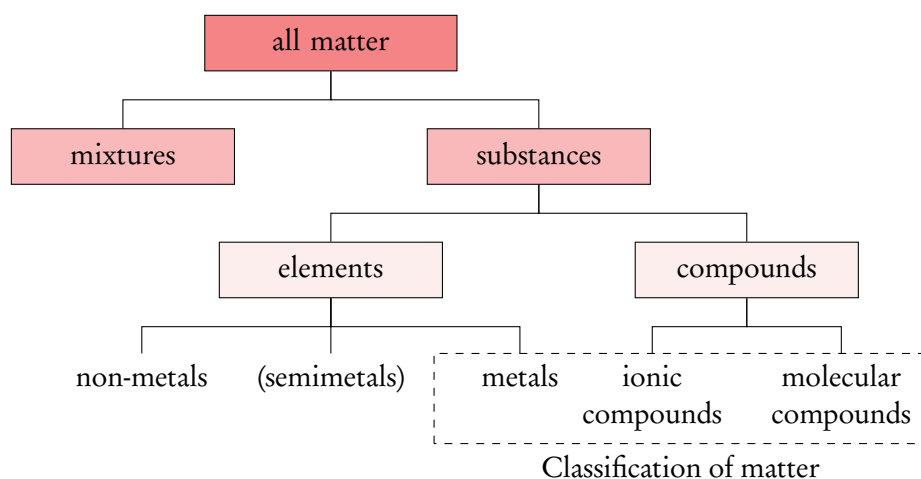 all matter
mixtures
substances
elements
compounds
non-metals
(semimetals)
metals
ionic
compounds
molecular
compounds
Classification of matter